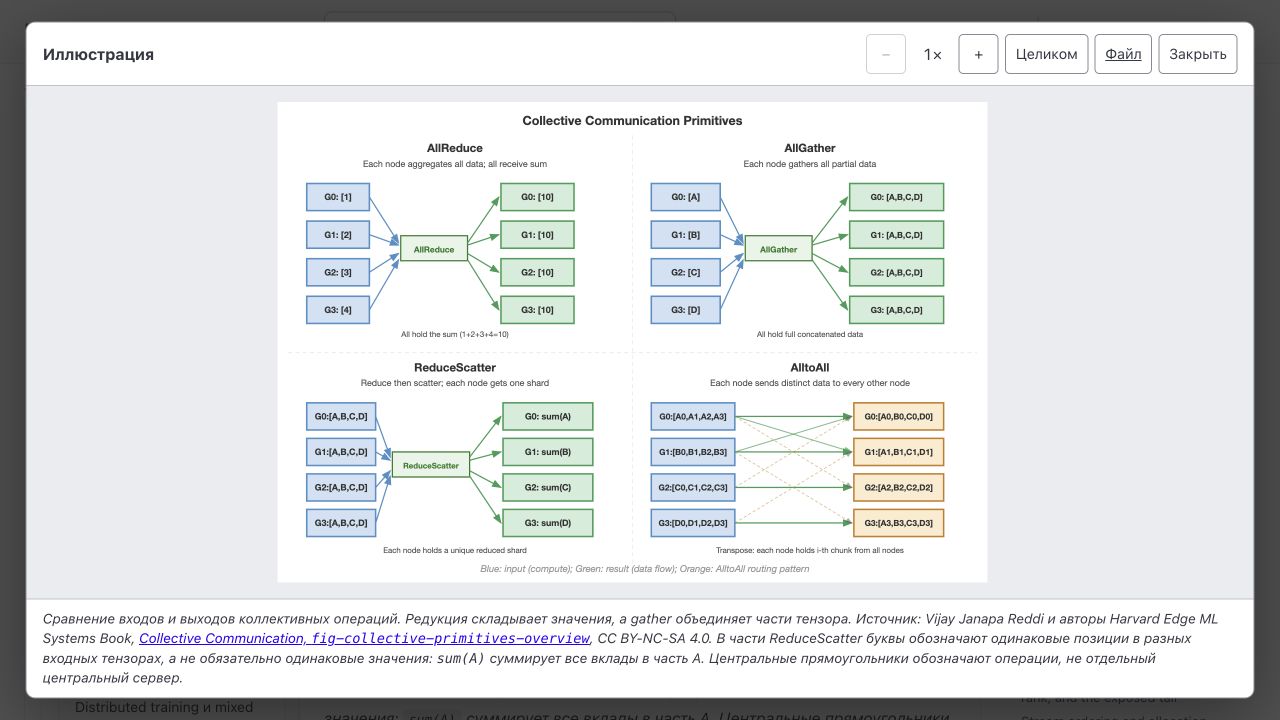 Иллюстрация
−
1×
+
Целиком
Файл
Закрыть
Collective Communication Primitives
AllReduce
Each node aggregates all data; all receive sum
G0: [1]
G1: [2]
G2: [3]
G3: [4]
AllReduce
G0: [10]
G1: [10]
G2: [10]
G3: [10]
All hold the sum (1+2+3+4=10)
AllGather
Each node gathers all partial data
G0: [A]
G1: [B]
G2: [C]
G3: [D]
AllGather
G0: [A,B,C,D]
G1: [A,B,C,D]
G2: [A,B,C,D]
G3: [A,B,C,D]
All hold full concatenated data
ReduceScatter
Reduce then scatter; each node gets one shard
G0:[A,B,C,D]
G1:[A,B,C,D]
G2:[A,B,C,D]
G3:[A,B,C,D]
ReduceScatter
G0: sum(A)
G1: sum(B)
G2: sum(C)
G3: sum(D)
Each node holds a unique reduced shard
AlltoAll
Each node sends distinct data to every other node
G0:[A0,A1,A2,A3]
G1:[B0,B1,B2,B3]
G2:[C0,C1,C2,C3]
G3:[D0,D1,D2,D3]
G0:[A0,B0,C0,D0]
G1:[A1,B1,C1,D1]
G2:[A2,B2,C2,D2]
G3:[A3,B3,C3,D3]
Transpose: each node holds i-th chunk from all nodes
Blue: input (compute); Green: result (data flow); Orange: AlltoAll routing pattern
Сравнение входов и выходов коллективных операций. Редукция складывает значения, а gather объединяет части тензора. Источник: Vijay Janapa Reddi и авторы Harvard Edge ML
Systems Book, Collective Communication, fig-collective-primitives-overview, CC BY-NC-SA 4.0. В части ReduceScatter буквы обозначают одинаковые позиции в разных
входных тензорах, а не обязательно одинаковые значения: sum(A) суммирует все вклады в часть A. Центральные прямоугольники обозначают операции, не отдельный
центральный сервер.
Distributed training и mixed
значения: sum(A) суммирует все вклады в часть A. Центральные прямоугольники